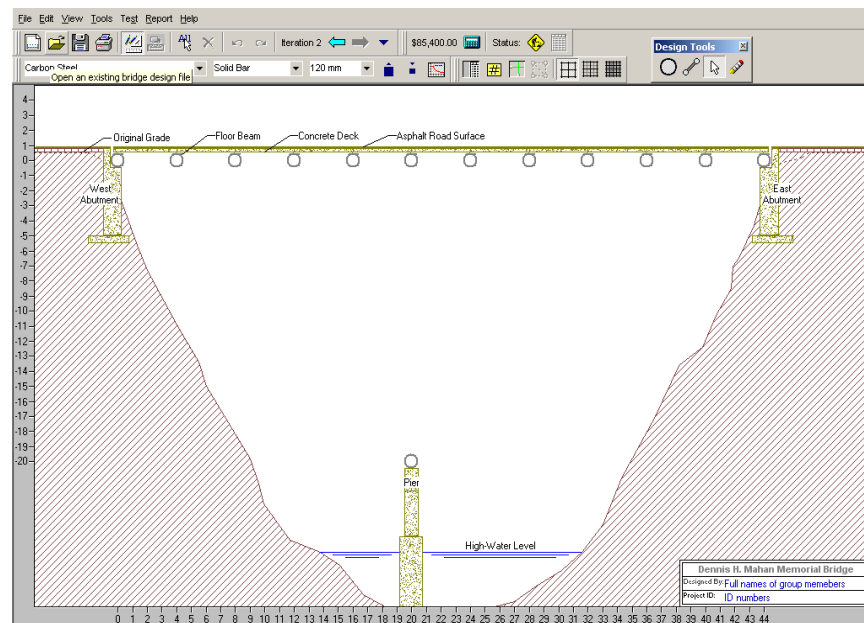 File Edit View Tools Test Report Help
Iteration 2 $85,400.00 Status:
Design Tools
Carbon Steel Solid Bar 120 mm
Open an existing bridge design file
4
3
2
1
0
-1
-2
-3
-4
-5
-6
-7
-8
-9
-10
-11
-12
-13
-14
-15
-16
-17
-18
-19
-20
Original Grade Floor Beam Concrete Deck Asphalt Road Surface
West Abutment
East Abutment
Pier
High-Water Level
Dennis H. Mahan Memorial Bridge
Designed By: Full names of group memebers
Project ID: ID numbers
0 1 2 3 4 5 6 7 8 9 10 11 12 13 14 15 16 17 18 19 20 21 22 23 24 25 26 27 28 29 30 31 32 33 34 35 36 37 38 39 40 41 42 43 44